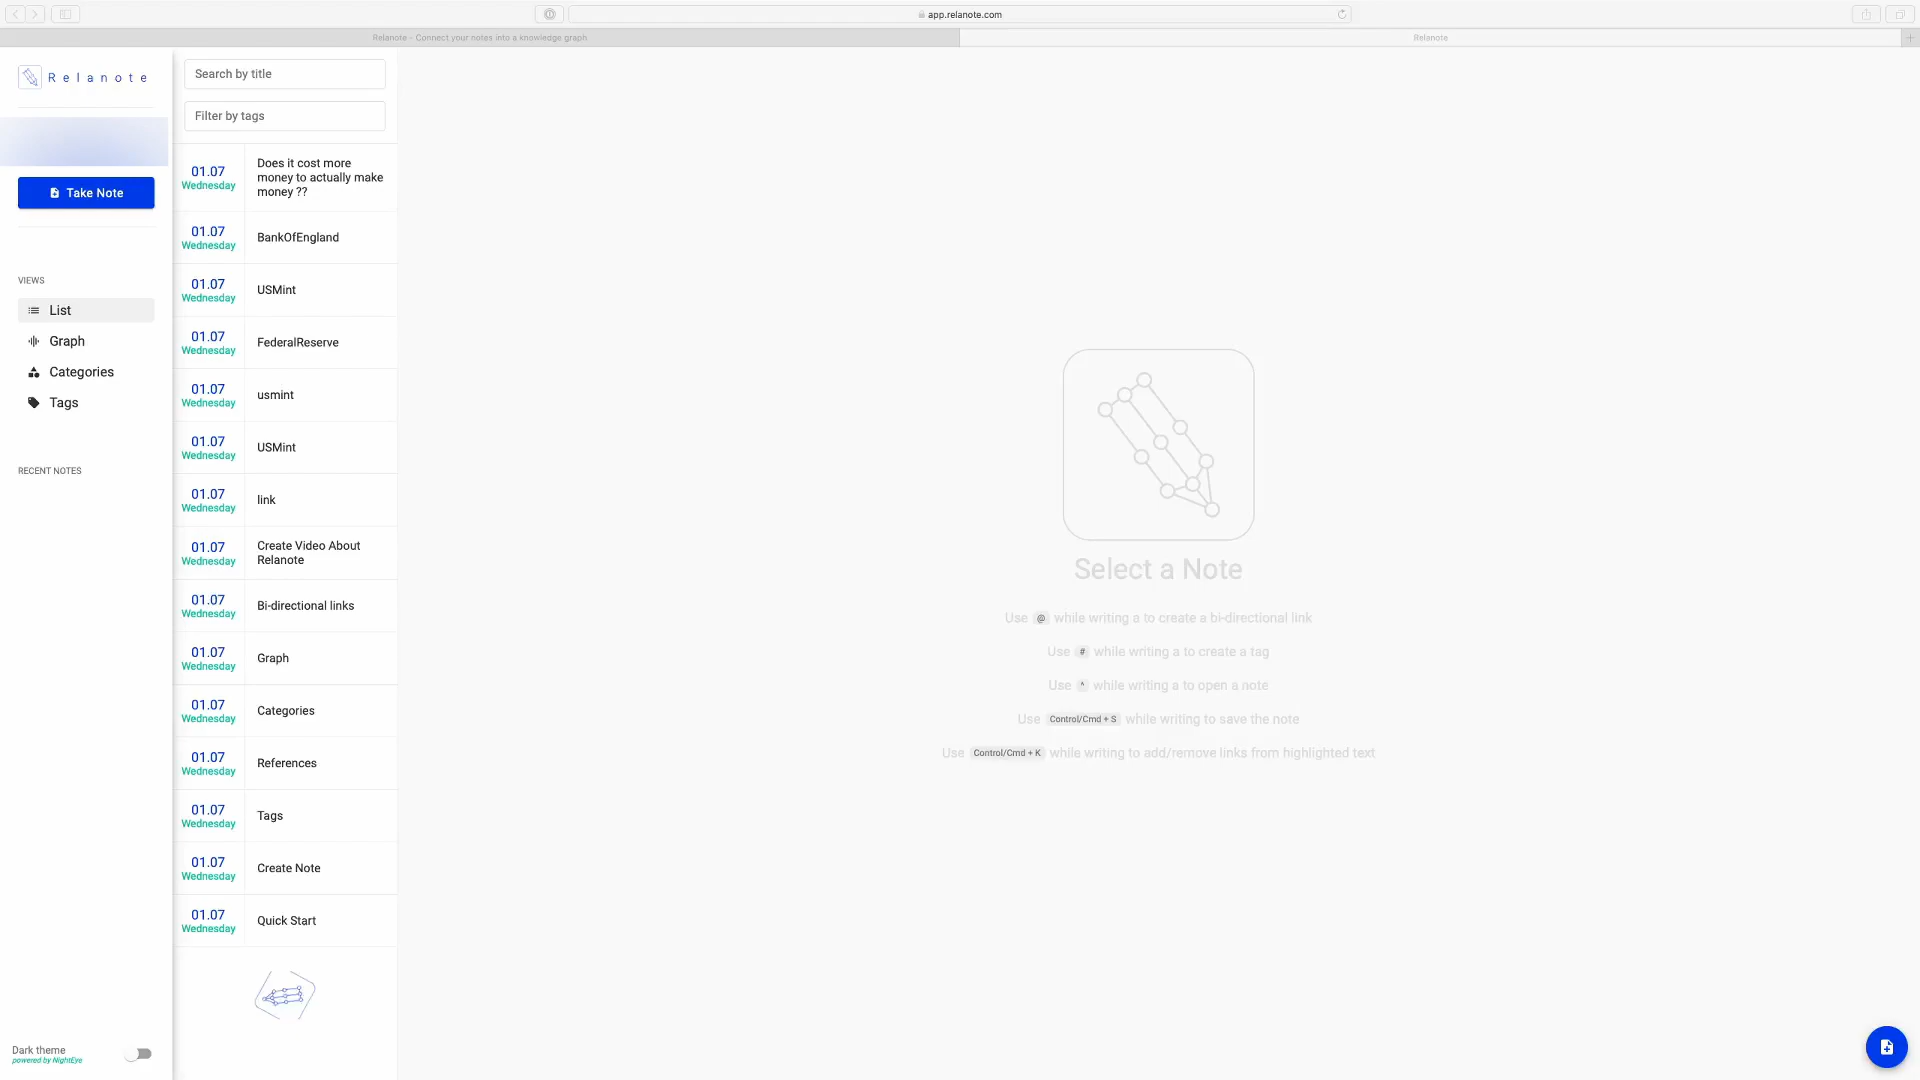 app.relanote.com
Relanote - Connect your notes into a knowledge graph
Relanote
Relanote
Take Note
VIEWS
List
Graph
Categories
Tags
RECENT NOTES
Dark theme
powered by NightEye
Search by title
Filter by tags
01.07
Wednesday
Does it cost more
money to actually make
money ??
01.07
Wednesday
BankOfEngland
01.07
Wednesday
USMint
01.07
Wednesday
FederalReserve
01.07
Wednesday
usmint
01.07
Wednesday
USMint
01.07
Wednesday
link
01.07
Wednesday
Create Video About
Relanote
01.07
Wednesday
Bi-directional links
01.07
Wednesday
Graph
01.07
Wednesday
Categories
01.07
Wednesday
References
01.07
Wednesday
Tags
01.07
Wednesday
Create Note
01.07
Wednesday
Quick Start
Select a Note
Use @ while writing a to create a bi-directional link
Use # while writing a to create a tag
Use ^ while writing a to open a note
Use Control/Cmd + S while writing to save the note
Use Control/Cmd + K while writing to add/remove links from highlighted text